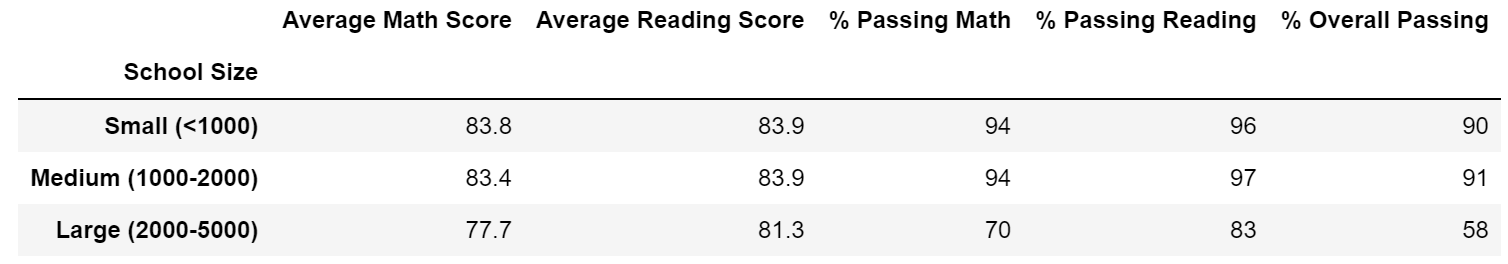 Average Math Score Average Reading Score % Passing Math % Passing Reading % Overall Passing
School Size
Small (<1000) 83.8 83.9 94 96 90
Medium (1000-2000) 83.4 83.9 94 97 91
Large (2000-5000) 77.7 81.3 70 83 58